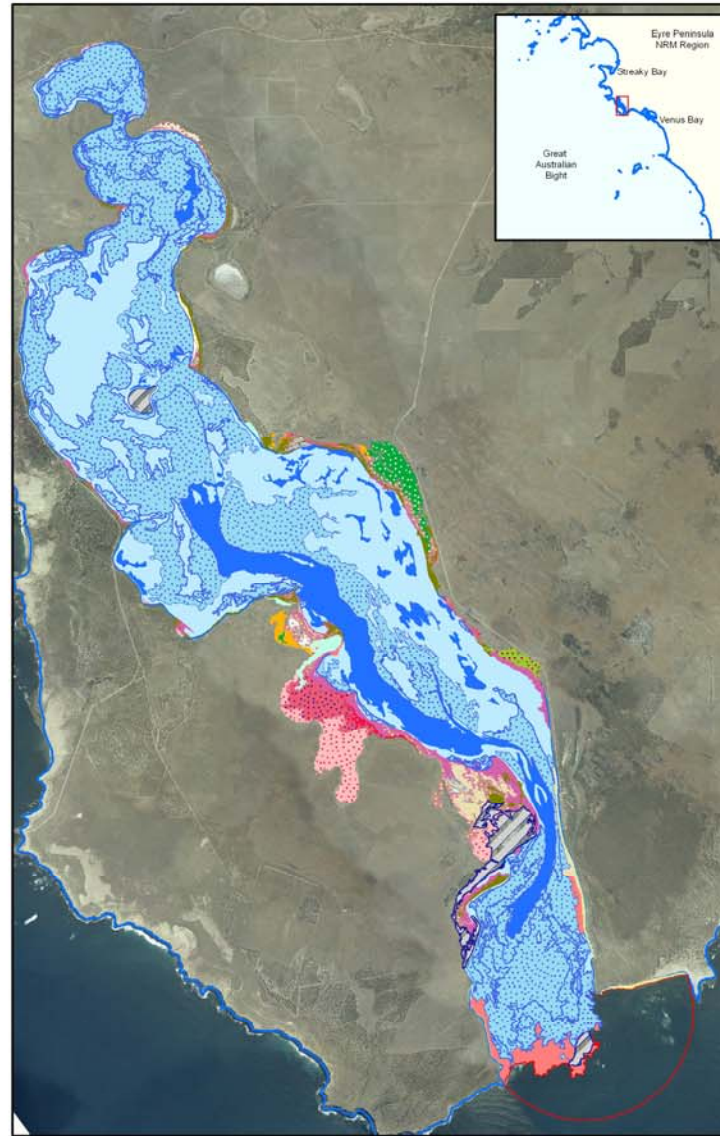 Eyre Peninsula
NRM Region
Streaky Bay
Venus Bay
Great
Australian
Bight